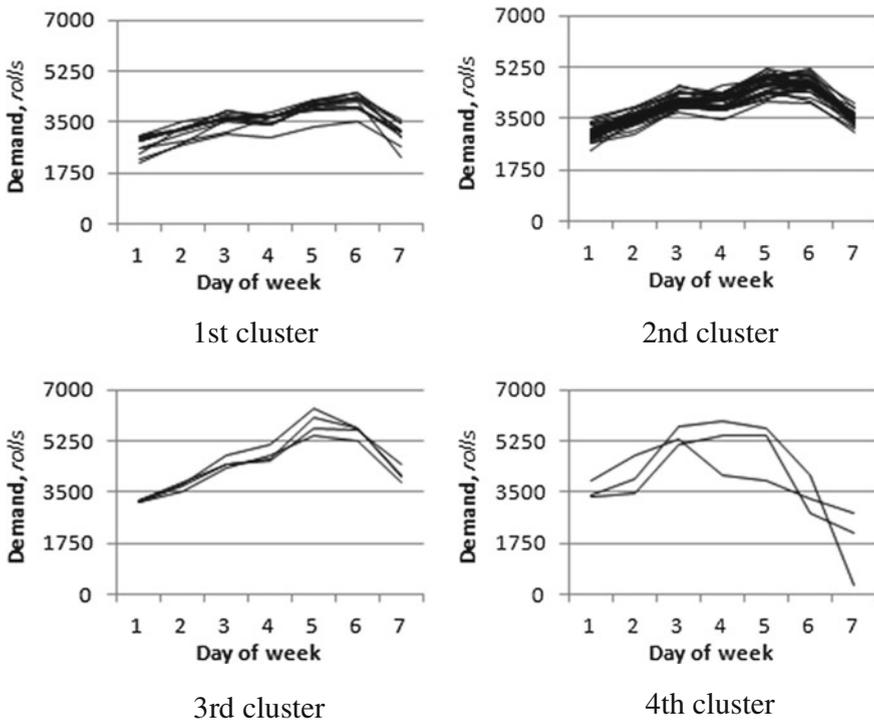 7000
5250
3500
1750
0
Demand, rolls
1 2 3 4 5 6 7
Day of week
1st cluster
7000
5250
3500
1750
0
Demand, rolls
1 2 3 4 5 6 7
Day of week
2nd cluster
7000
5250
3500
1750
0
Demand, rolls
1 2 3 4 5 6 7
Day of week
3rd cluster
7000
5250
3500
1750
0
Demand, rolls
1 2 3 4 5 6 7
Day of week
4th cluster